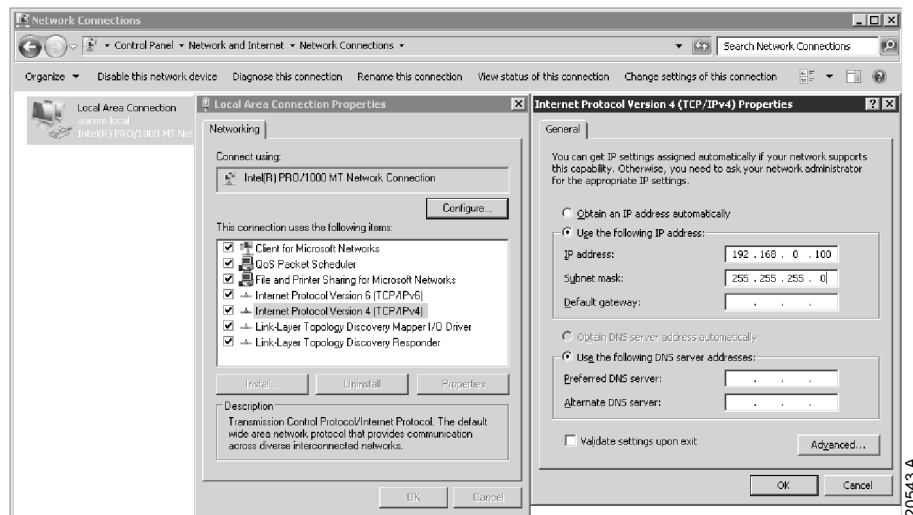 Network Connections
Control Panel Network and Internet Network Connections
Search Network Connections
Organize
Disable this network device
Diagnose this connection
Rename this connection
View status of this connection
Change settings of this connection
Local Area Connection
aucom.local
Intel(R) PRO/1000 MT Net
Local Area Connection Properties
Networking
Connect using:
Intel(R) PRO/1000 MT Network Connection
Configure...
This connection uses the following items:
Client for Microsoft Networks
QoS Packet Scheduler
File and Printer Sharing for Microsoft Networks
Internet Protocol Version 6 (TCP/IPv6)
Internet Protocol Version 4 (TCP/IPv4)
Link-Layer Topology Discovery Mapper I/O Driver
Link-Layer Topology Discovery Responder
Install...
Uninstall
Properties
Description
Transmission Control Protocol/Internet Protocol. The default
wide area network protocol that provides communication
across diverse interconnected networks.
OK
Cancel
Internet Protocol Version 4 (TCP/IPv4) Properties
General
You can get IP settings assigned automatically if your network supports
this capability. Otherwise, you need to ask your network administrator
for the appropriate IP settings.
Obtain an IP address automatically
Use the following IP address:
IP address: 192 . 168 . 0 . 100
Subnet mask: 255 . 255 . 255 . 0
Default gateway: . . .
Obtain DNS server address automatically
Use the following DNS server addresses:
Preferred DNS server: . . .
Alternate DNS server: . . .
Validate settings upon exit
Advanced...
OK
Cancel
20543.A